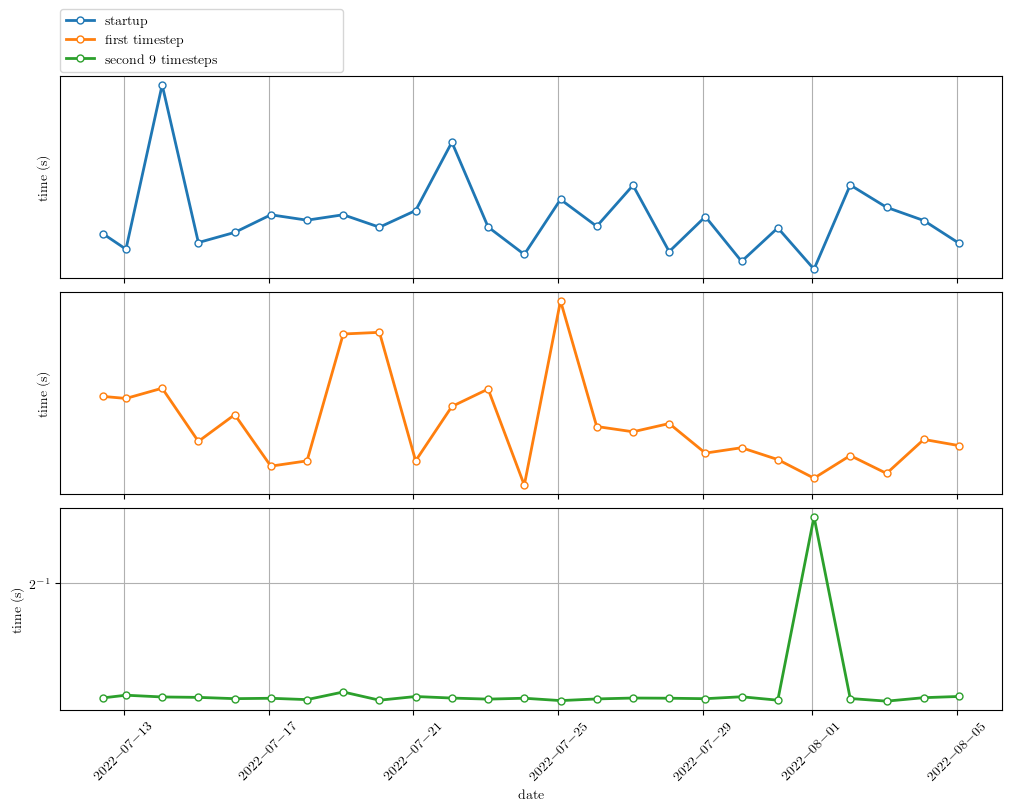 startup
first timestep
second 9 timesteps
time (s)
time (s)
2⁻¹
time (s)
2022−07−13
2022−07−17
2022−07−21
2022−07−25
2022−07−29
2022−08−01
2022−08−05
date